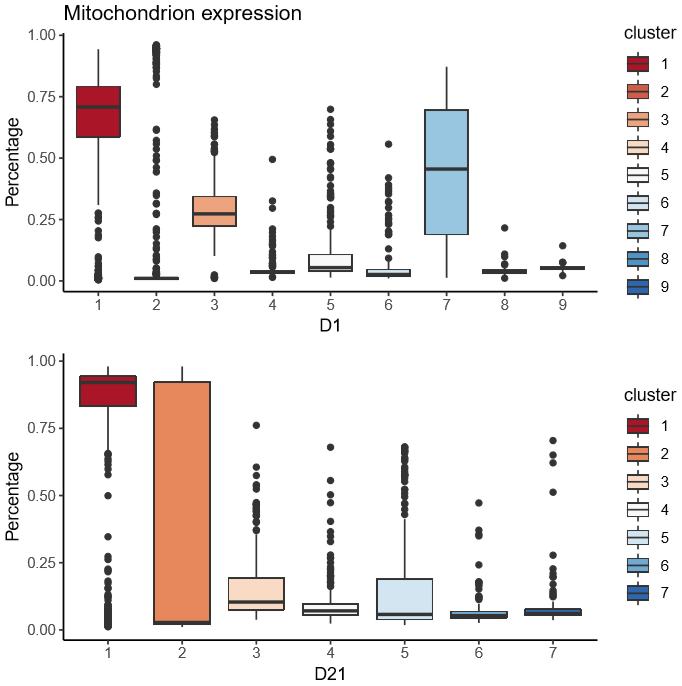 Mitochondrion expression
Percentage
1.00
0.75
0.50
0.25
0.00
1 2 3 4 5 6 7 8 9
D1
cluster
1
2
3
4
5
6
7
8
9
Percentage
1.00
0.75
0.50
0.25
0.00
1 2 3 4 5 6 7
D21
cluster
1
2
3
4
5
6
7